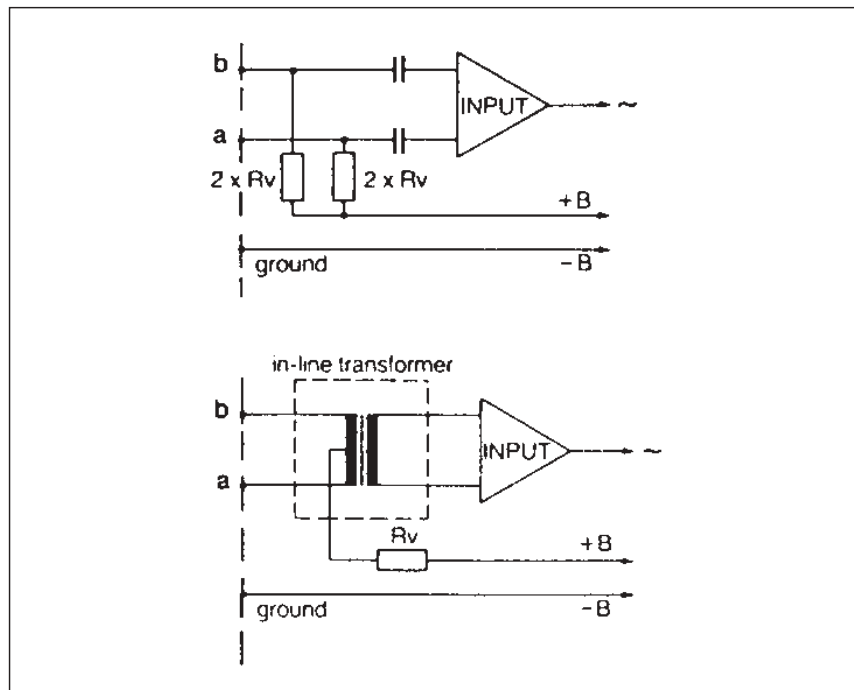 b
INPUT
~
a
2 x Rv
2 x Rv
+B
ground
−B
in-line transformer
b
INPUT
~
a
Rv
+B
ground
−B